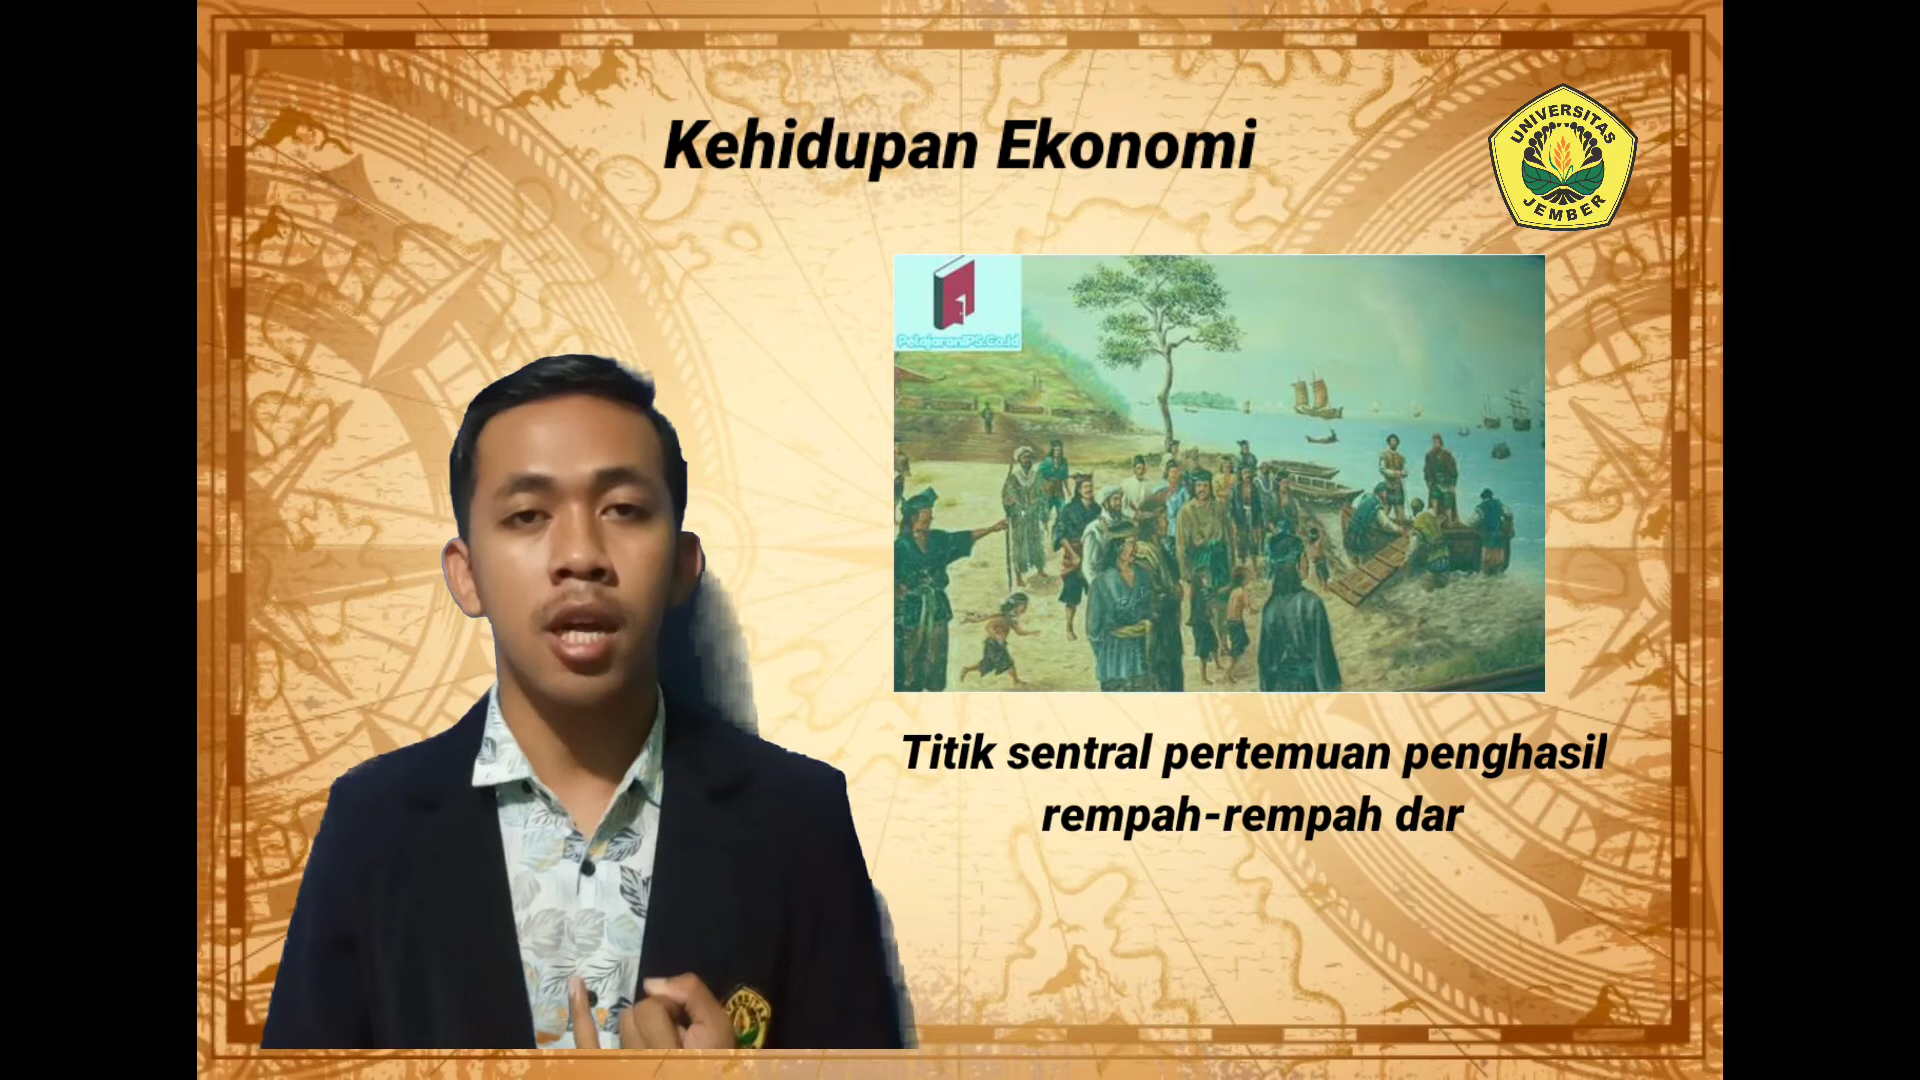 Kehidupan Ekonomi
UNIVERSITAS
JEMBER
PelajaranIPS.Co.Id
Titik sentral pertemuan penghasil
rempah-rempah dar